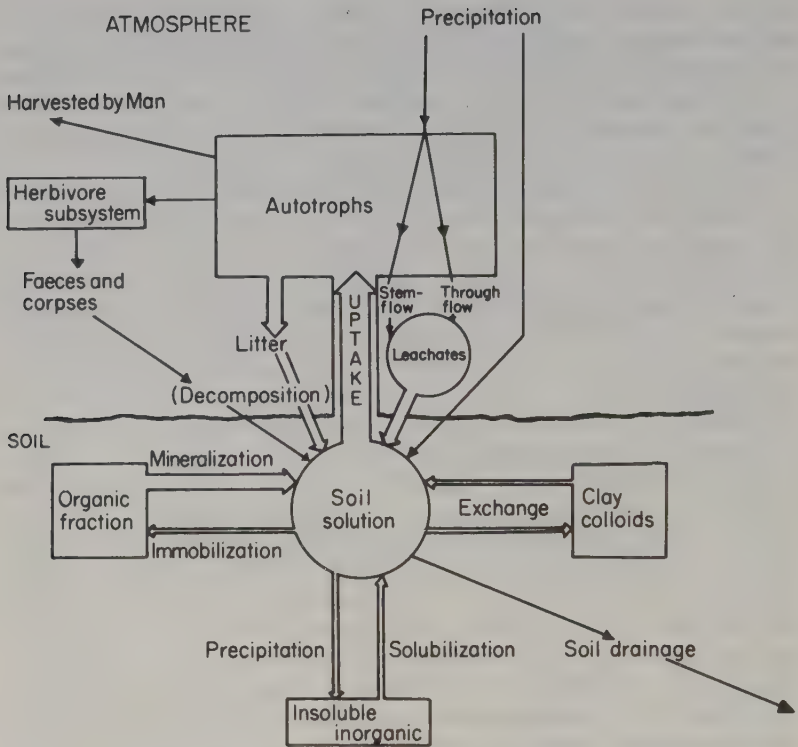 ATMOSPHERE
Precipitation
Harvested by Man
Herbivore
subsystem
Autotrophs
Faeces and
corpses
Stem-
flow
Through
flow
UPTAKE
Litter
Leachates
(Decomposition)
SOIL
Mineralization
Organic
fraction
Soil
solution
Exchange
Clay
colloids
Immobilization
Precipitation
Solubilization
Soil drainage
Insoluble
inorganic